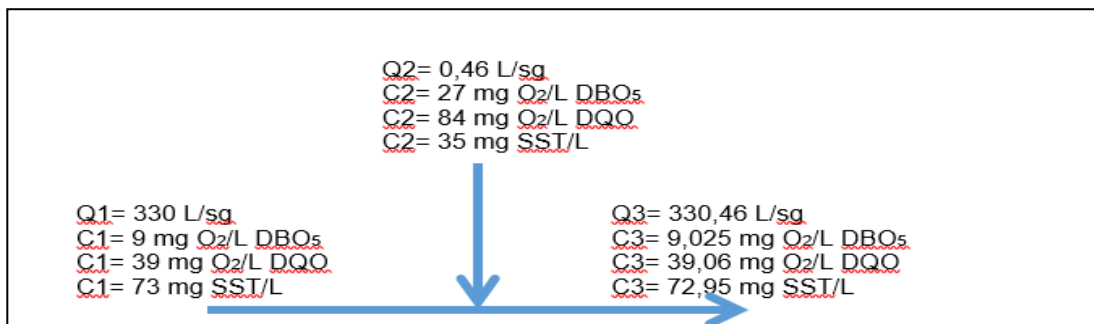 Q2= 0,46 L/sg
C2= 27 mg O2/L DBO5
C2= 84 mg O2/L DQO
C2= 35 mg SST/L
Q1= 330 L/sg
C1= 9 mg O2/L DBO5
C1= 39 mg O2/L DQO
C1= 73 mg SST/L
Q3= 330,46 L/sg
C3= 9,025 mg O2/L DBO5
C3= 39,06 mg O2/L DQO
C3= 72,95 mg SST/L